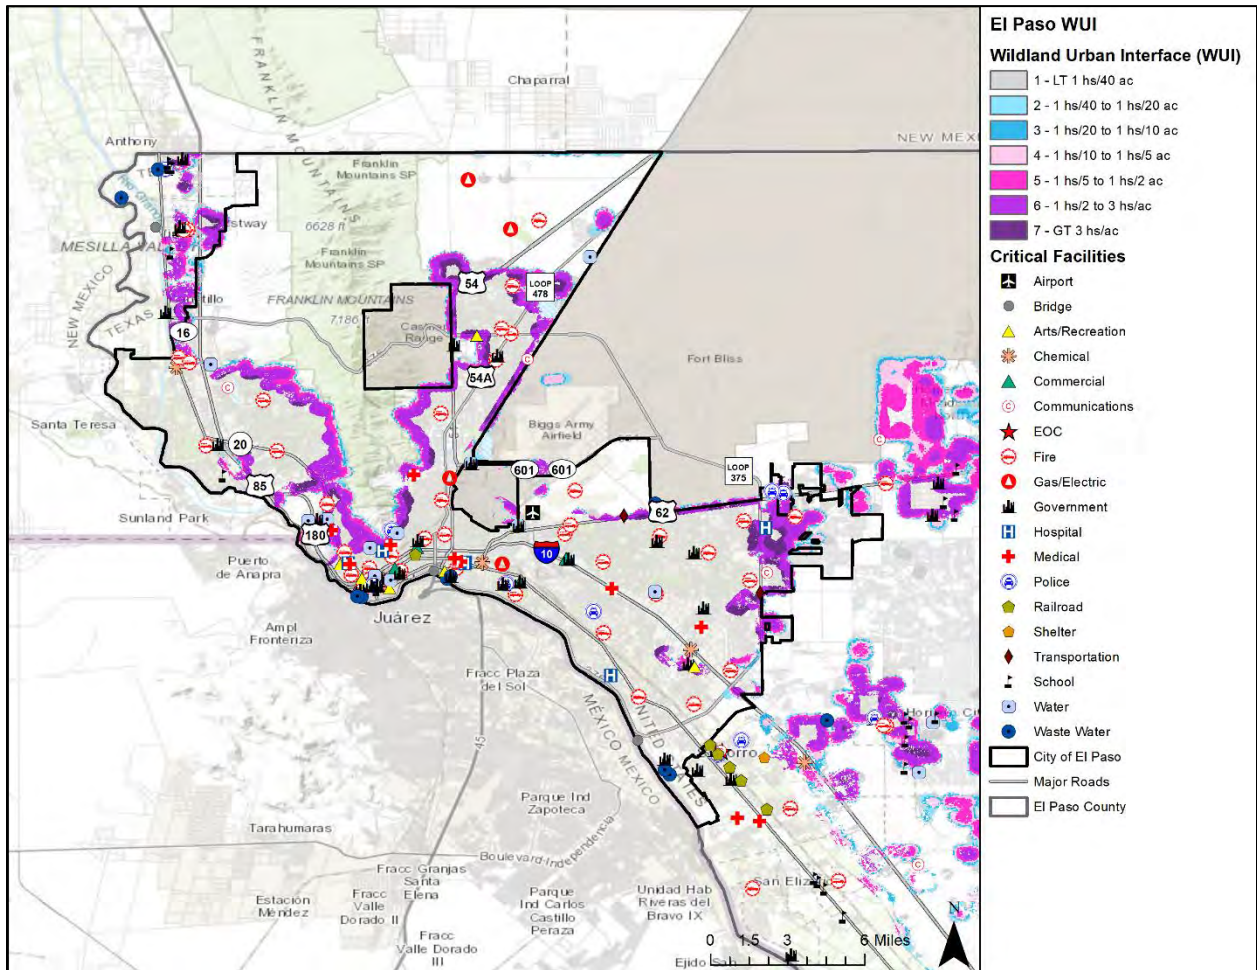 El Paso WUI
Wildland Urban Interface (WUI)
1 - LT 1 hs/40 ac
2 - 1 hs/40 to 1 hs/20 ac
3 - 1 hs/20 to 1 hs/10 ac
4 - 1 hs/10 to 1 hs/5 ac
5 - 1 hs/5 to 1 hs/2 ac
6 - 1 hs/2 to 3 hs/ac
7 - GT 3 hs/ac
Critical Facilities
Airport
Bridge
Arts/Recreation
Chemical
Commercial
Communications
EOC
Fire
Gas/Electric
Government
Hospital
Medical
Police
Railroad
Shelter
Transportation
School
Water
Waste Water
City of El Paso
Major Roads
El Paso County
FRANKLIN MOUNTAINS
Chaparral
NEW MEXI
Anthony
Franklin
Mountains SP
stway
6628 ft
MESILLA VAL
Franklin
Mountains SP
54
LOOP
478
FRANKLIN MOUNTAINS
7186 ft
NEW MEXICO
TEXAS
16
Range
Fort Bliss
54A
Santa Teresa
Biggs Army
Airfield
20
601
601
LOOP
375
85
62
Sunland Park
180
10
Puerto
de Anapra
Juárez
Ampl
Fronteriza
Fracc Plaza
del Sol
MÉXICO
UNITED STATES
45
Parque Ind
Zapoteca
Tarahumaras
Boulevard-Independencia
Fracc Granjas
Santa
Elena
Estación
Méndez
Fracc
Valle
Dorado II
Parque
Ind Carlos
Castillo
Peraza
Unidad Hab
Riveras del
Bravo IX
San Eliz
Fracc
Valle Dorado
III
N
0 1.5 3 6 Miles
Ejido San